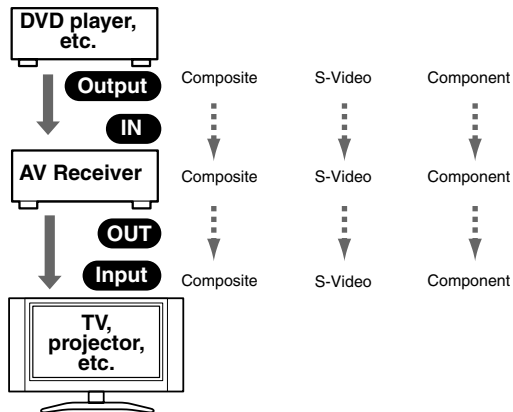 DVD player,
etc.
Output
Composite S-Video Component
IN
AV Receiver
Composite S-Video Component
OUT
Input
Composite S-Video Component
TV,
projector,
etc.